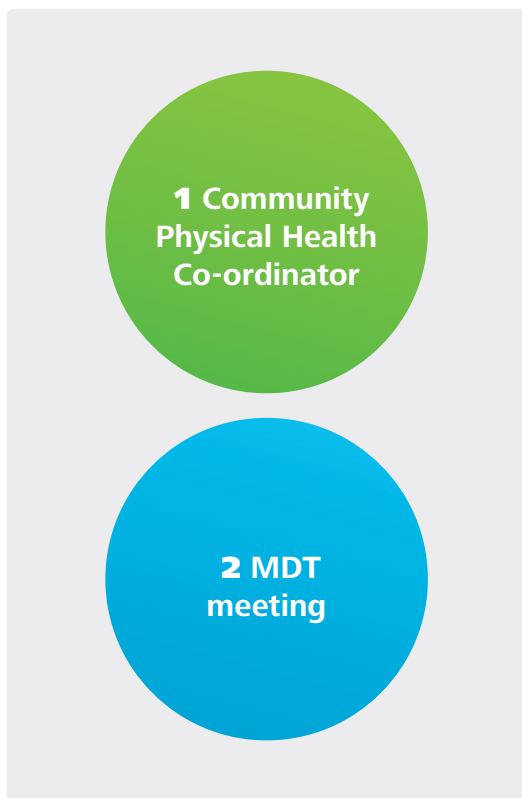 1 Community
Physical Health
Co-ordinator
2 MDT
meeting